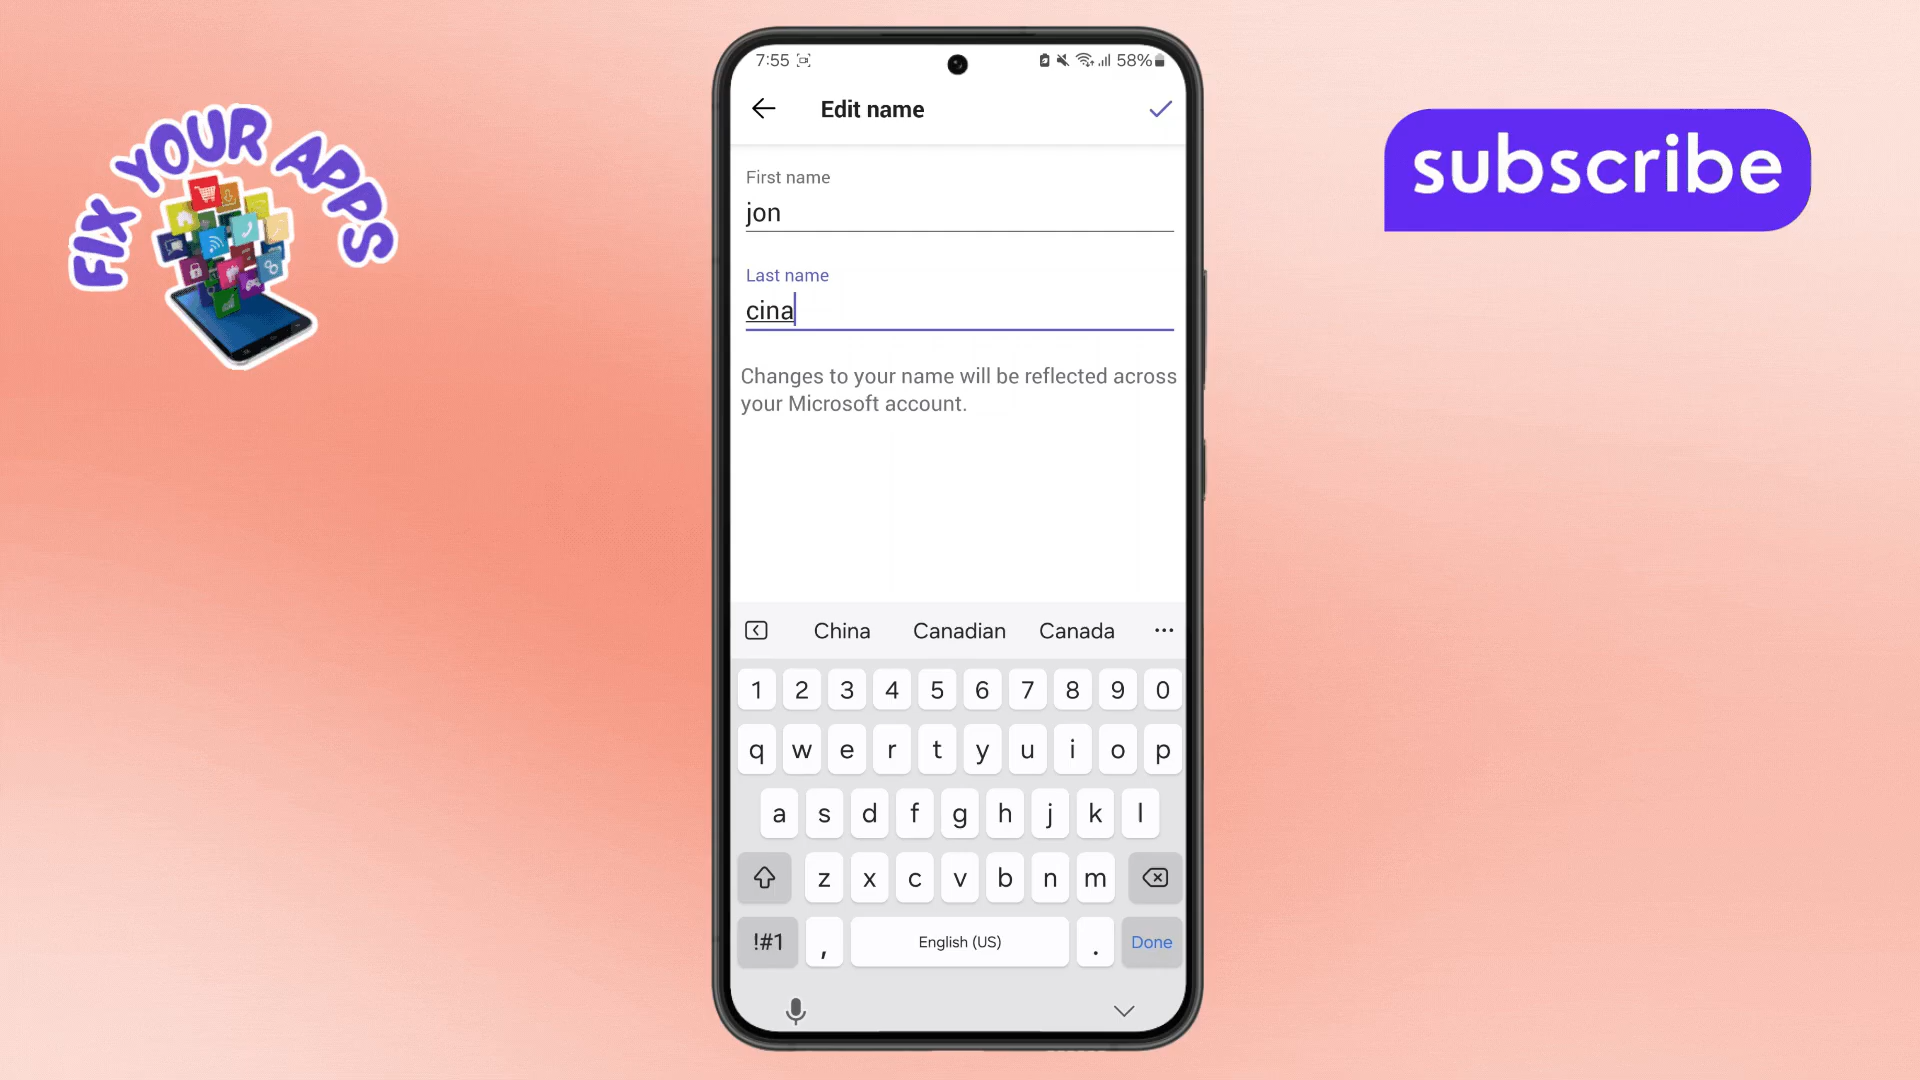 FIX YOUR APPS
subscribe
7:55
58%
Edit name
First name
jon
Last name
cina
Changes to your name will be reflected across
your Microsoft account.
China Canadian Canada ...
1 2 3 4 5 6 7 8 9 0
q w e r t y u i o p
a s d f g h j k l
z x c v b n m
!#1 , English (US) . Done